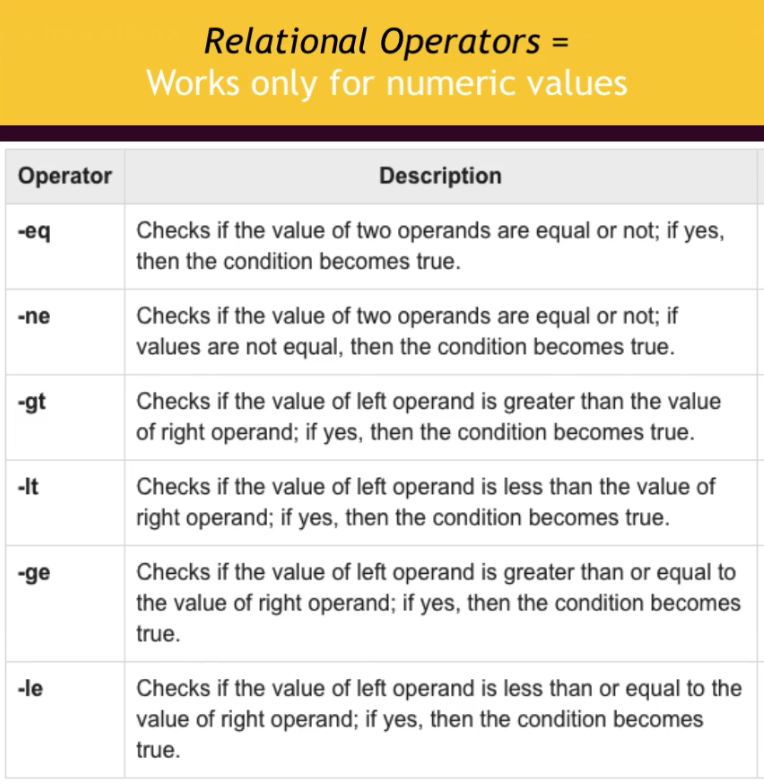 Relational Operators =
Works only for numeric values
Operator Description
-eq Checks if the value of two operands are equal or not; if yes,
then the condition becomes true.
-ne Checks if the value of two operands are equal or not; if
values are not equal, then the condition becomes true.
-gt Checks if the value of left operand is greater than the value
of right operand; if yes, then the condition becomes true.
-lt Checks if the value of left operand is less than the value of
right operand; if yes, then the condition becomes true.
-ge Checks if the value of left operand is greater than or equal to
the value of right operand; if yes, then the condition becomes
true.
-le Checks if the value of left operand is less than or equal to the
value of right operand; if yes, then the condition becomes
true.